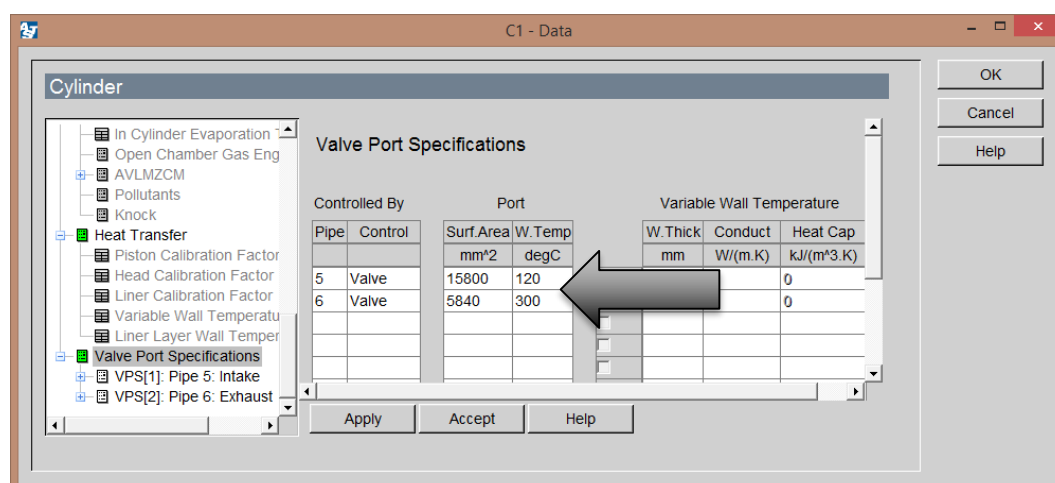 C1 - Data
OK
Cancel
Help
Cylinder
In Cylinder Evaporation
Open Chamber Gas Eng
AVLMZCM
Pollutants
Knock
Heat Transfer
Piston Calibration Factor
Head Calibration Factor
Liner Calibration Factor
Variable Wall Temperatu
Liner Layer Wall Temper
Valve Port Specifications
VPS[1]: Pipe 5: Intake
VPS[2]: Pipe 6: Exhaust
Valve Port Specifications
Controlled By Port Variable Wall Temperature
Pipe Control Surf.Area W.Temp W.Thick Conduct Heat Cap
mm^2 degC mm W/(m.K) kJ/(m^3.K)
5 Valve 15800 120 0
6 Valve 5840 300 0
Apply Accept Help